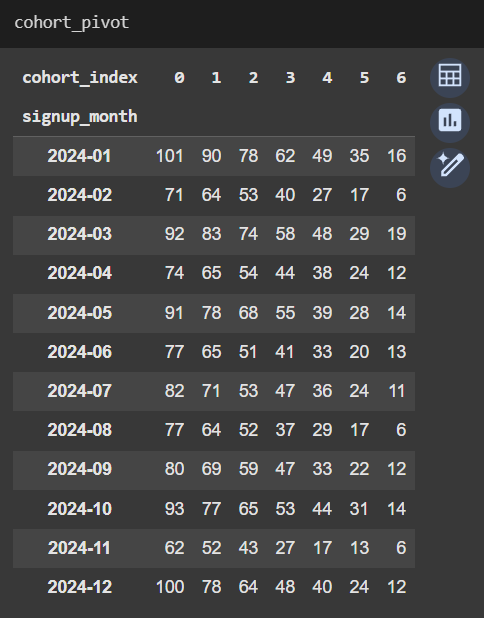 cohort_pivot
cohort_index 0 1 2 3 4 5 6
signup_month
2024-01 101 90 78 62 49 35 16
2024-02 71 64 53 40 27 17 6
2024-03 92 83 74 58 48 29 19
2024-04 74 65 54 44 38 24 12
2024-05 91 78 68 55 39 28 14
2024-06 77 65 51 41 33 20 13
2024-07 82 71 53 47 36 24 11
2024-08 77 64 52 37 29 17 6
2024-09 80 69 59 47 33 22 12
2024-10 93 77 65 53 44 31 14
2024-11 62 52 43 27 17 13 6
2024-12 100 78 64 48 40 24 12